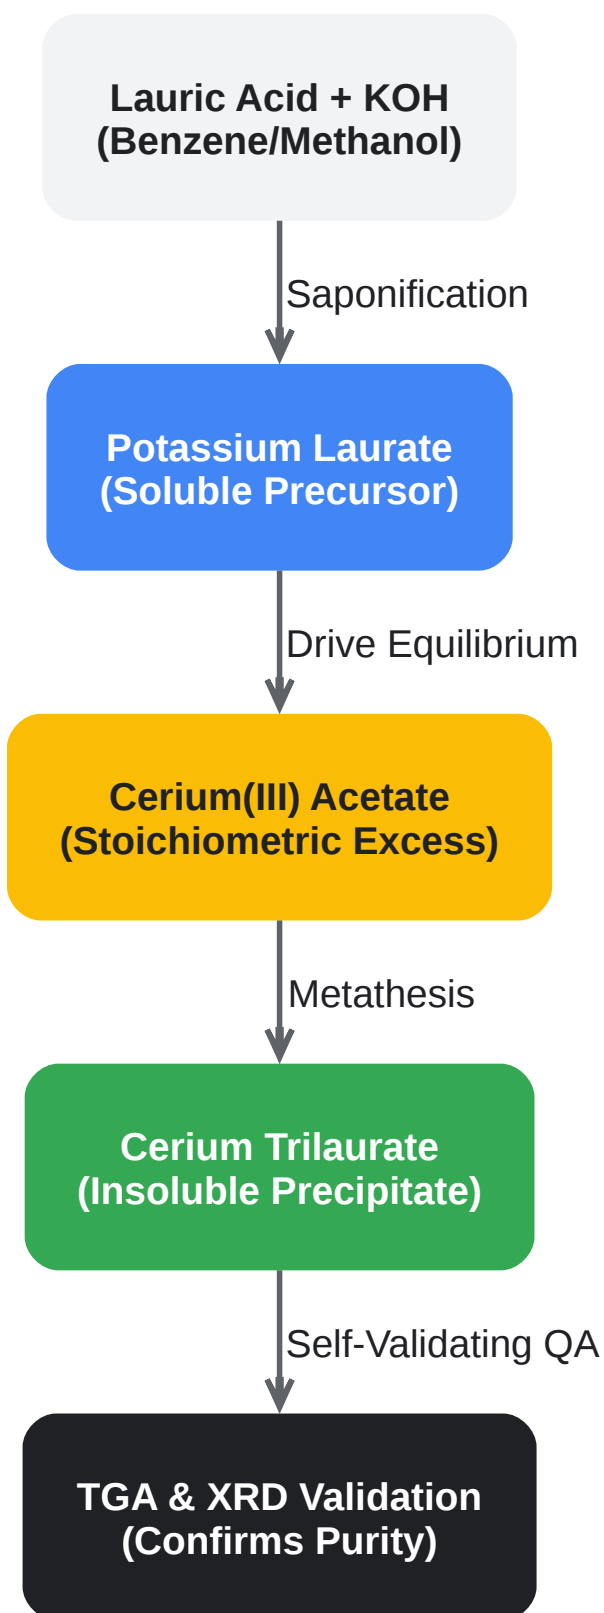 Lauric Acid + KOH
(Benzene/Methanol)
Saponification
Potassium Laurate
(Soluble Precursor)
Drive Equilibrium
Cerium(III) Acetate
(Stoichiometric Excess)
Metathesis
Cerium Trilaurate
(Insoluble Precipitate)
Self-Validating QA
TGA & XRD Validation
(Confirms Purity)